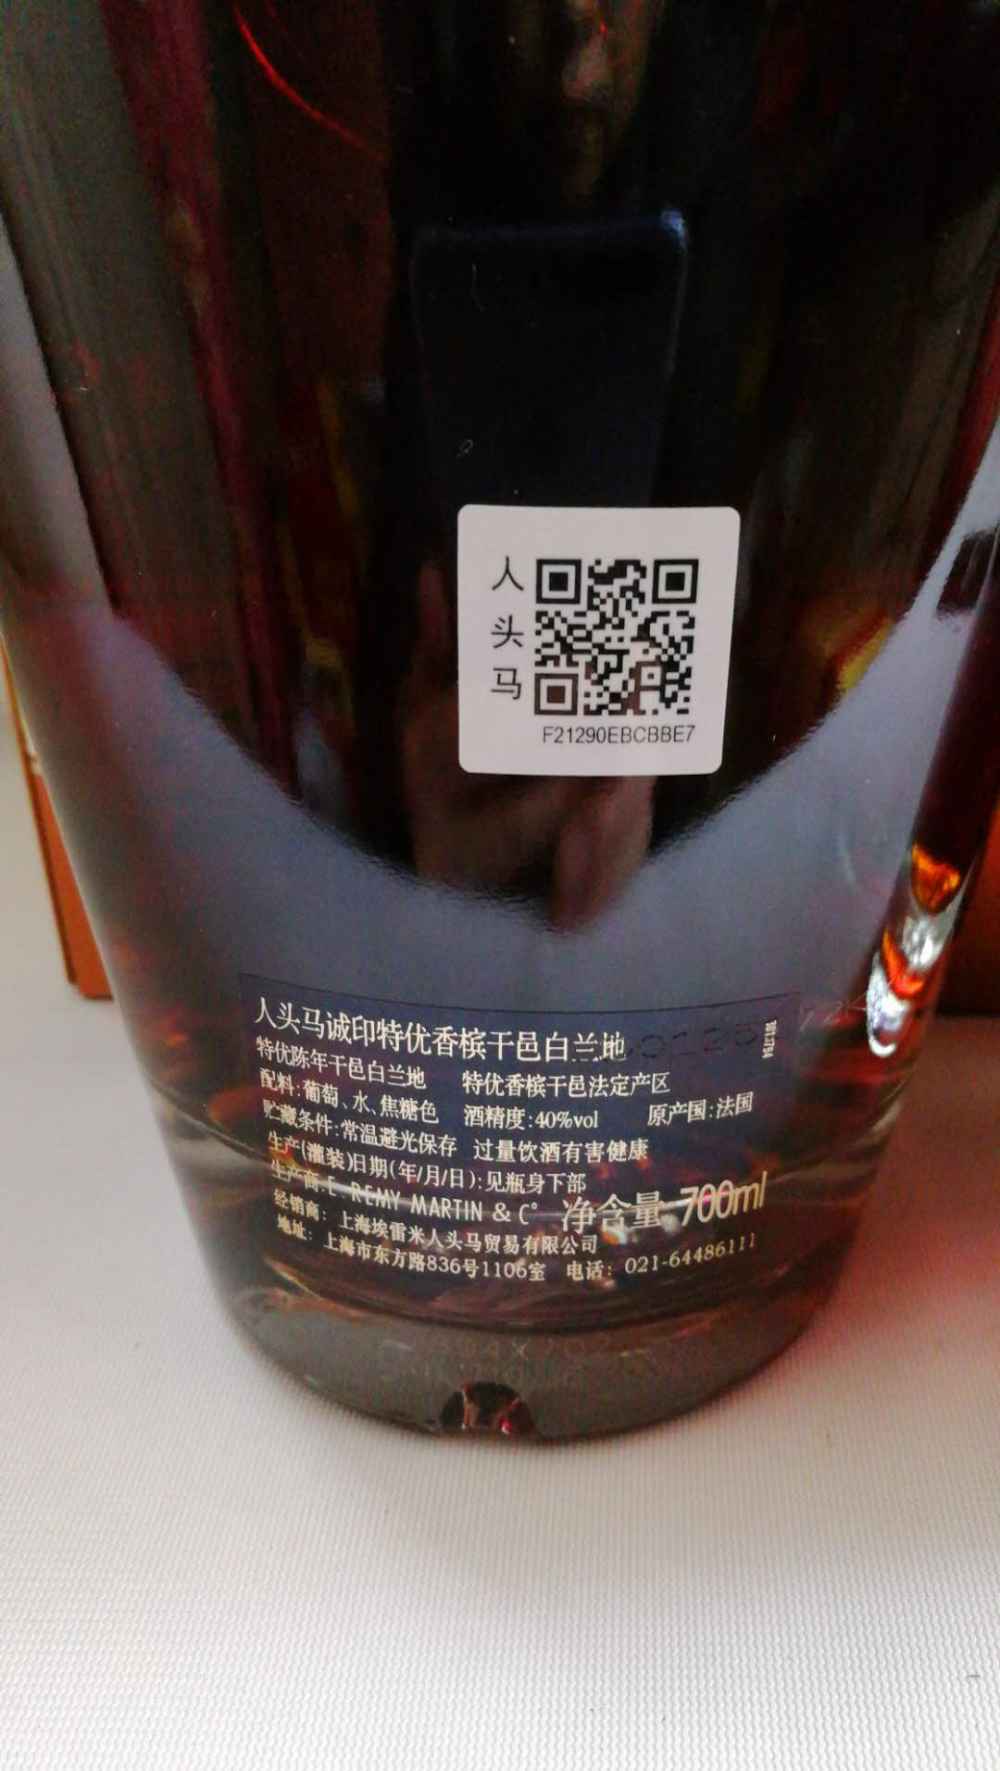 人头马
F21290EBCBBE7
人头马诚印特优香槟干邑白兰地
特优陈年干邑白兰地 特优香槟干邑法定产区
配料:葡萄、水、焦糖色 酒精度:40%vol 原产国:法国
贮藏条件:常温避光保存 过量饮酒有害健康
生产(灌装)日期(年/月/日):见瓶身下部
生产商:E. REMY MARTIN & C° 净含量 700ml
经销商: 上海埃雷米人头马贸易有限公司
地址: 上海市东方路836号1106室 电话: 021-64486111